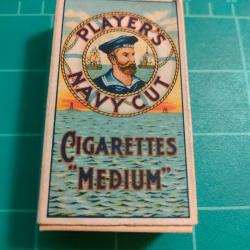 PLAYER'S
NAVY CUT
CIGARETTES
"MEDIUM"